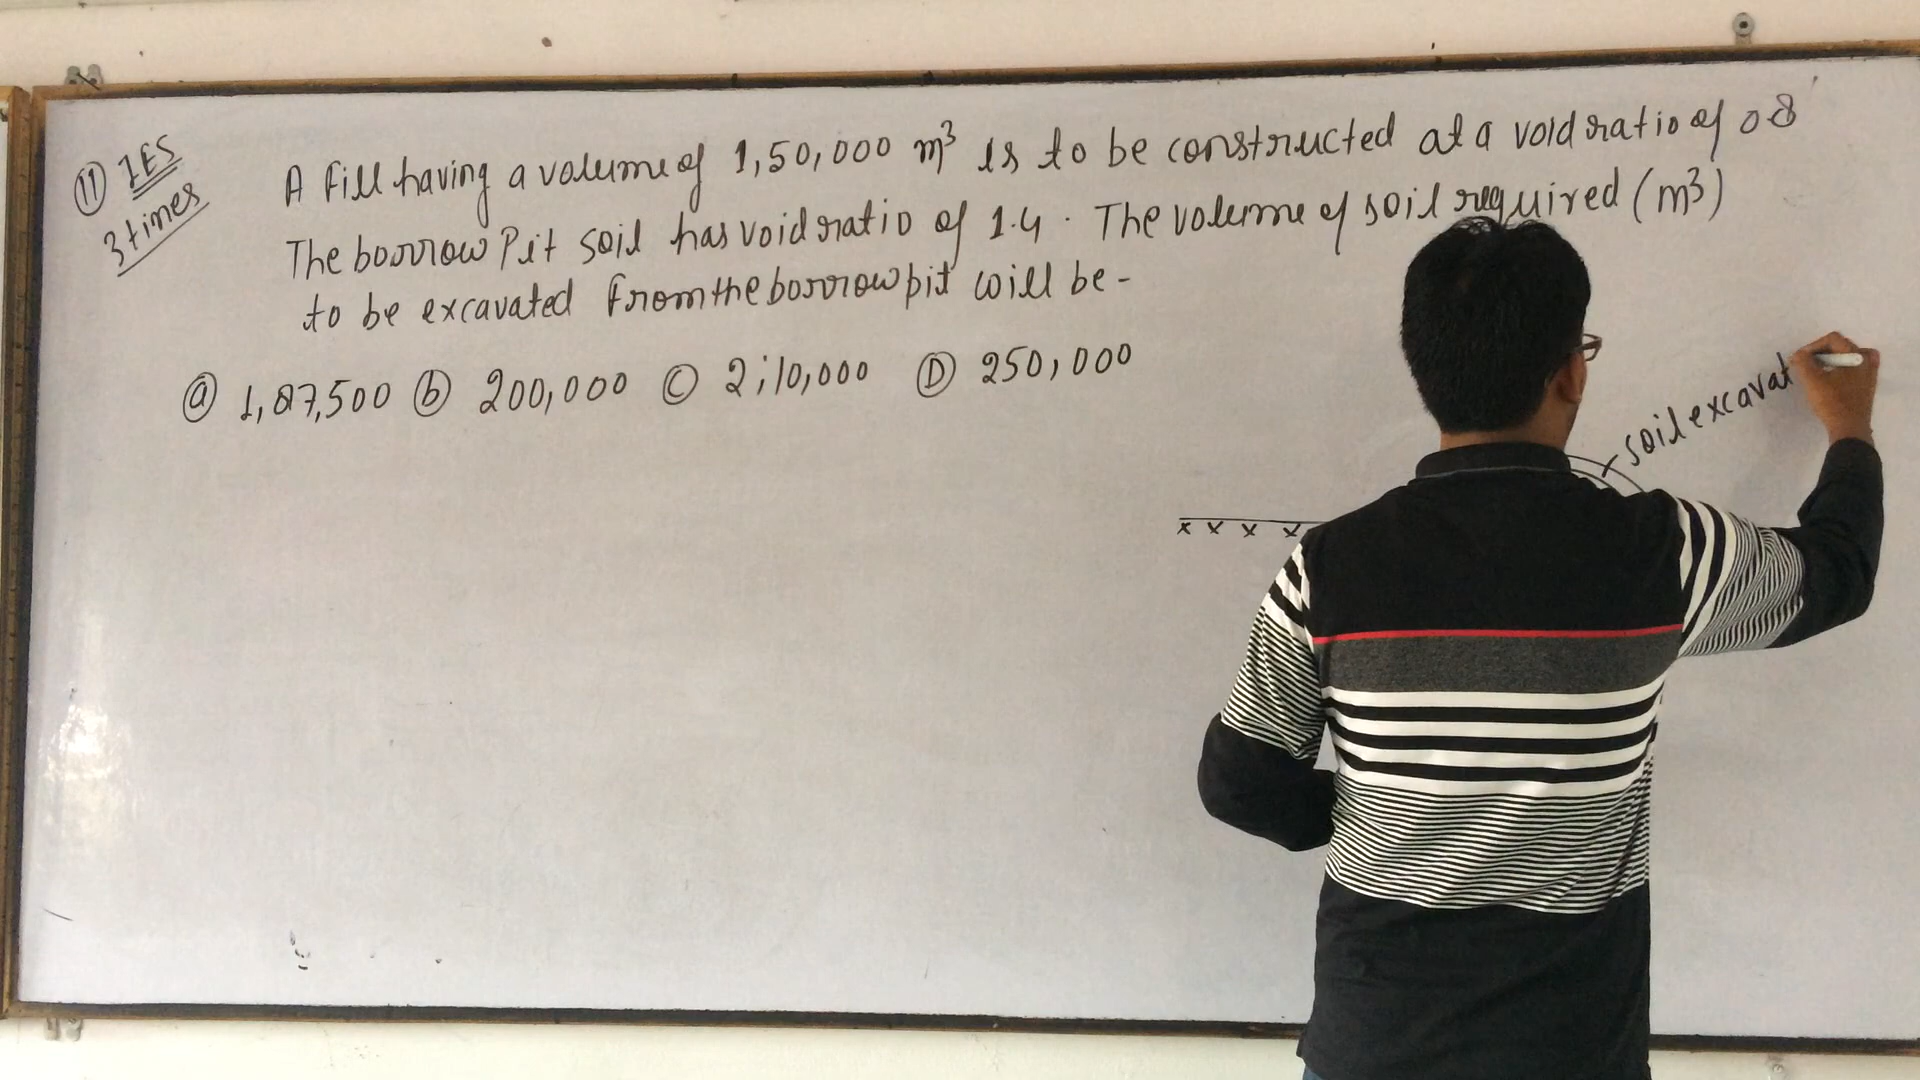 11 IES
3 times
A fill having a volume of 1,50,000 m³ is to be constructed at a void ratio of 0.8
The borrow Pit soil has void ratio of 1.4. The volume of soil required (m³)
to be excavated from the borrow pit will be -
a 1,87,500 b 200,000 c 2,10,000 D 250,000
soil excavat
x x x x